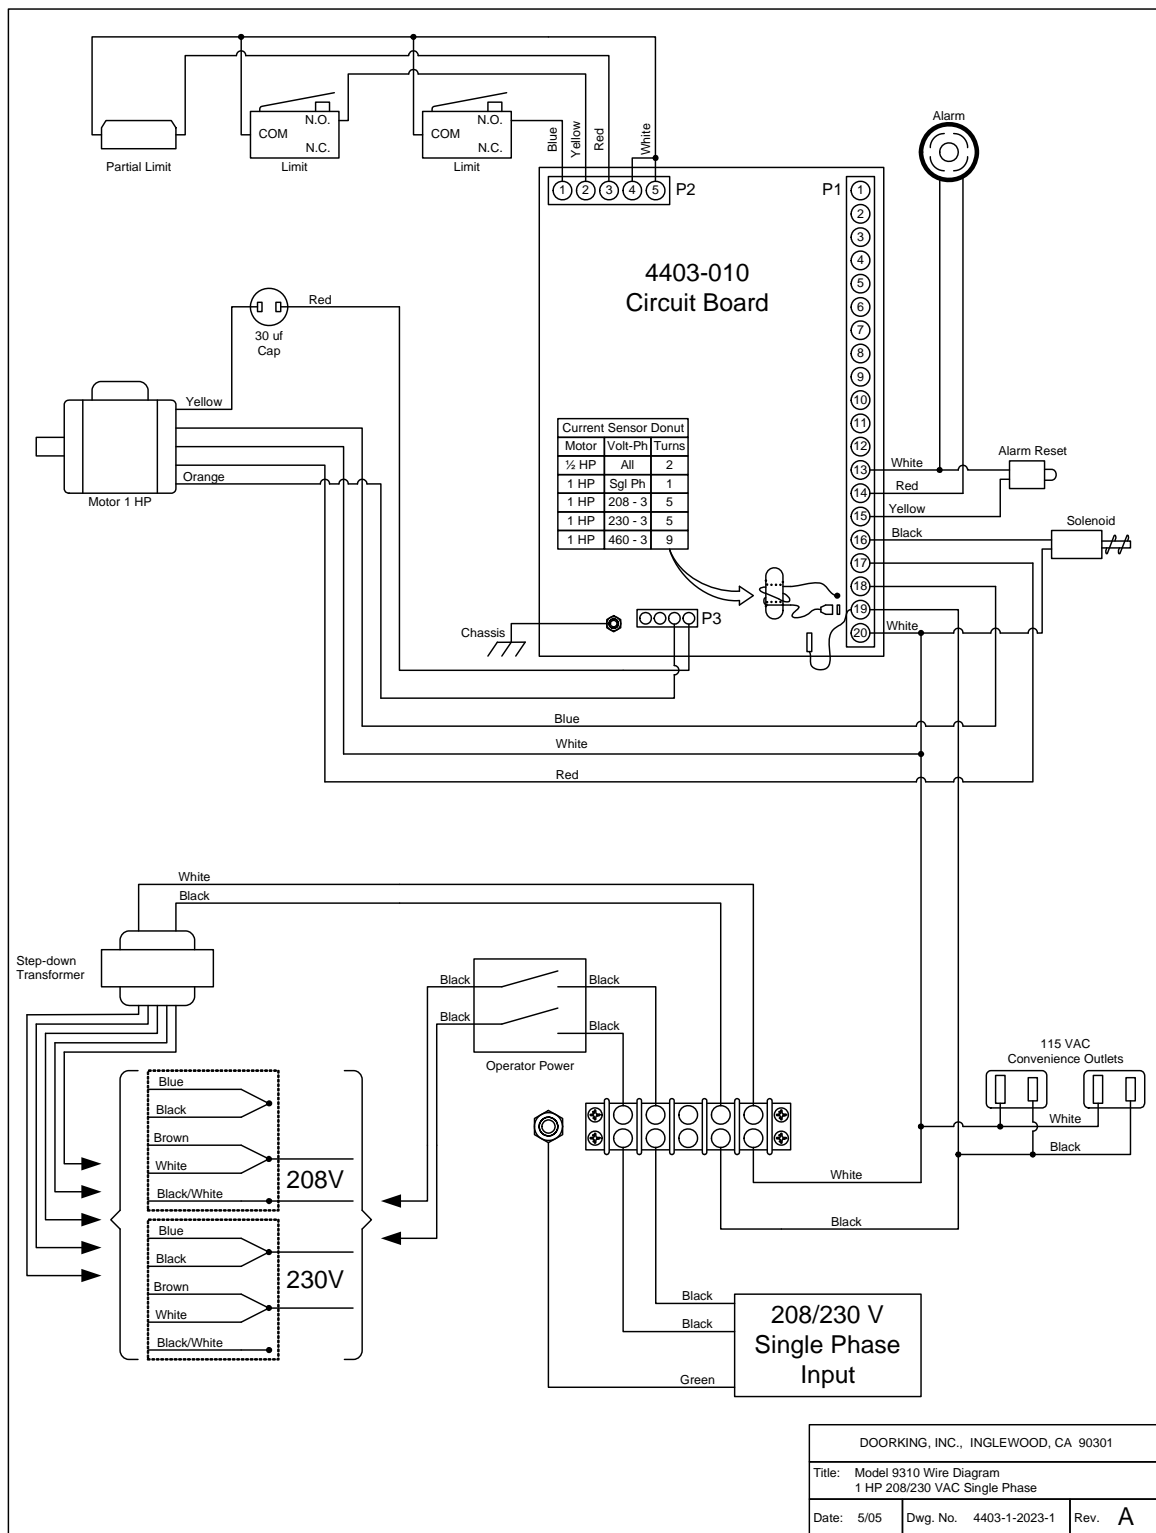 Partial Limit
COM
N.O.
N.C.
Limit
COM
N.O.
N.C.
Limit
Blue
Yellow
Red
White
1
2
3
4
5
P2
P1
1
2
3
4
5
6
7
8
9
10
11
12
13
14
15
16
17
18
19
20
Alarm
4403-010
Circuit Board
Red
30 uf
Cap
Yellow
Orange
Motor 1 HP
Current Sensor Donut
Motor Volt-Ph Turns
½ HP All 2
1 HP Sgl Ph 1
1 HP 208 - 3 5
1 HP 230 - 3 5
1 HP 460 - 3 9
White
Red
Yellow
Black
White
Alarm Reset
Solenoid
P3
Chassis
Blue
White
Red
White
Black
Step-down
Transformer
Black
Black
Black
Black
Operator Power
115 VAC
Convenience Outlets
White
Black
Blue
Black
Brown
White
Black/White
208V
Blue
Black
Brown
White
Black/White
230V
White
Black
Black
Black
Green
208/230 V
Single Phase
Input
DOORKING, INC., INGLEWOOD, CA 90301
Title: Model 9310 Wire Diagram
1 HP 208/230 VAC Single Phase
Date: 5/05 Dwg. No. 4403-1-2023-1 Rev. A